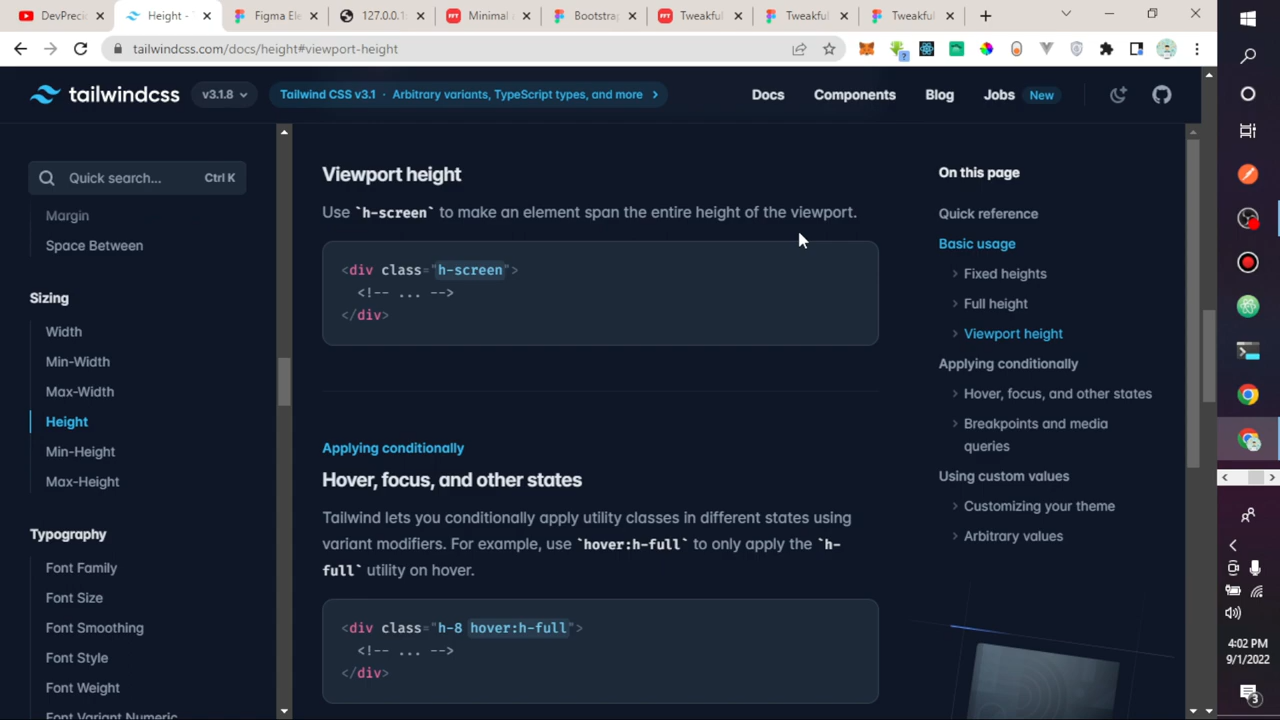 DevPreci
Height - T
Figma Ele
127.0.0.1:
Minimal a
Bootstrap
Tweakful
Tweakful
Tweakful
tailwindcss.com/docs/height#viewport-height
tailwindcss
v3.1.8
Tailwind CSS v3.1 · Arbitrary variants, TypeScript types, and more
Docs
Components
Blog
Jobs
New
Quick search...
Ctrl K
Margin
Space Between
Sizing
Width
Min-Width
Max-Width
Height
Min-Height
Max-Height
Typography
Font Family
Font Size
Font Smoothing
Font Style
Font Weight
Font Variant Numeric
Viewport height
Use `h-screen` to make an element span the entire height of the viewport.
<div class="h-screen">
<!-- ... -->
</div>
Applying conditionally
Hover, focus, and other states
Tailwind lets you conditionally apply utility classes in different states using
variant modifiers. For example, use `hover:h-full` to only apply the `h-
full` utility on hover.
<div class="h-8 hover:h-full">
<!-- ... -->
</div>
On this page
Quick reference
Basic usage
Fixed heights
Full height
Viewport height
Applying conditionally
Hover, focus, and other states
Breakpoints and media
queries
Using custom values
Customizing your theme
Arbitrary values
4:02 PM
9/1/2022
3